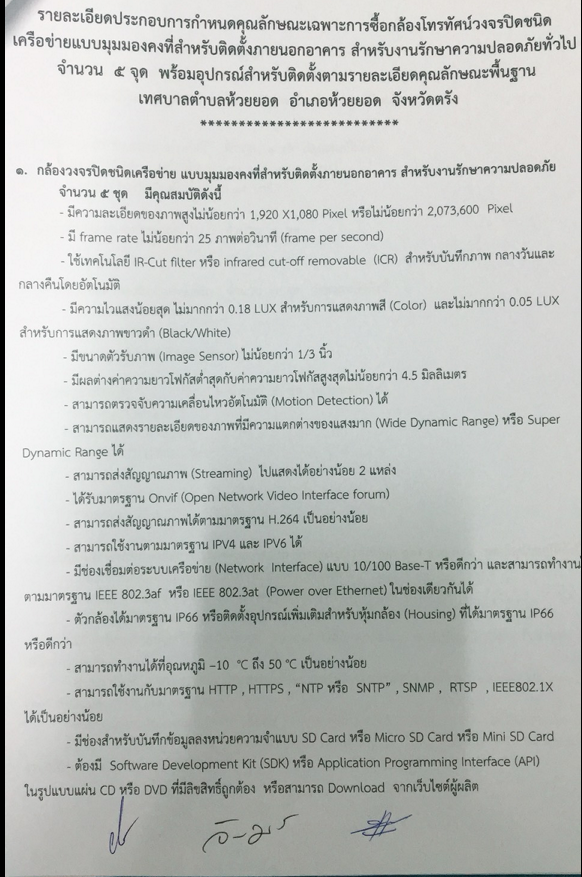 รายละเอียดประกอบการกำหนดคุณลักษณะเฉพาะการซื้อกล้องโทรทัศน์วงจรปิดชนิด
เครือข่ายแบบมุมมองคงที่สำหรับติดตั้งภายนอกอาคาร สำหรับงานรักษาความปลอดภัยทั่วไป
จำนวน ๕ จุด พร้อมอุปกรณ์สำหรับติดตั้งตามรายละเอียดคุณลักษณะพื้นฐาน
เทศบาลตำบลห้วยยอด อำเภอห้วยยอด จังหวัดตรัง
**************************
๑. กล้องวงจรปิดชนิดเครือข่าย แบบมุมมองคงที่สำหรับติดตั้งภายนอกอาคาร สำหรับงานรักษาความปลอดภัย
จำนวน ๕ ชุด มีคุณสมบัติดังนี้
- มีความละเอียดของภาพสูงไม่น้อยกว่า 1,920 X1,080 Pixel หรือไม่น้อยกว่า 2,073,600 Pixel
- มี frame rate ไม่น้อยกว่า 25 ภาพต่อวินาที (frame per second)
- ใช้เทคโนโลยี IR-Cut filter หรือ infrared cut-off removable (ICR) สำหรับบันทึกภาพ กลางวันและ
กลางคืนโดยอัตโนมัติ
- มีความไวแสงน้อยสุด ไม่มากกว่า 0.18 LUX สำหรับการแสดงภาพสี (Color) และไม่มากกว่า 0.05 LUX
สำหรับการแสดงภาพขาวดำ (Black/White)
- มีขนาดตัวรับภาพ (Image Sensor) ไม่น้อยกว่า 1/3 นิ้ว
- มีผลต่างค่าความยาวโฟกัสต่ำสุดกับค่าความยาวโฟกัสสูงสุดไม่น้อยกว่า 4.5 มิลลิเมตร
- สามารถตรวจจับความเคลื่อนไหวอัตโนมัติ (Motion Detection) ได้
- สามารถแสดงรายละเอียดของภาพที่มีความแตกต่างของแสงมาก (Wide Dynamic Range) หรือ Super
Dynamic Range ได้
- สามารถส่งสัญญาณภาพ (Streaming) ไปแสดงได้อย่างน้อย 2 แหล่ง
- ได้รับมาตรฐาน Onvif (Open Network Video Interface forum)
- สามารถส่งสัญญาณภาพได้ตามมาตรฐาน H.264 เป็นอย่างน้อย
- สามารถใช้งานตามมาตรฐาน IPV4 และ IPV6 ได้
- มีช่องเชื่อมต่อระบบเครือข่าย (Network Interface) แบบ 10/100 Base-T หรือดีกว่า และสามารถทำงาน
ตามมาตรฐาน IEEE 802.3af หรือ IEEE 802.3at (Power over Ethernet) ในช่องเดียวกันได้
- ตัวกล้องได้มาตรฐาน IP66 หรือติดตั้งอุปกรณ์เพิ่มเติมสำหรับหุ้มกล้อง (Housing) ที่ได้มาตรฐาน IP66
หรือดีกว่า
- สามารถทำงานได้ที่อุณหภูมิ –10 °C ถึง 50 °C เป็นอย่างน้อย
- สามารถใช้งานกับมาตรฐาน HTTP , HTTPS , “NTP หรือ SNTP” , SNMP , RTSP , IEEE802.1X
ได้เป็นอย่างน้อย
- มีช่องสำหรับบันทึกข้อมูลลงหน่วยความจำแบบ SD Card หรือ Micro SD Card หรือ Mini SD Card
- ต้องมี Software Development Kit (SDK) หรือ Application Programming Interface (API)
ในรูปแบบแผ่น CD หรือ DVD ที่มีลิขสิทธิ์ถูกต้อง หรือสามารถ Download จากเว็บไซต์ผู้ผลิต